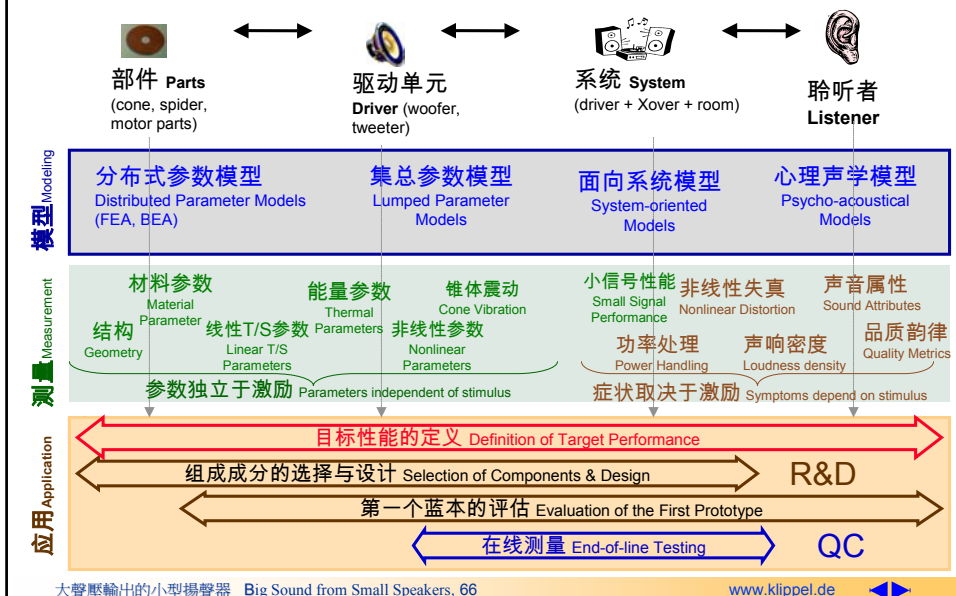 部件 Parts
(cone, spider,
motor parts)
驱动单元
Driver (woofer,
tweeter)
系统 System
(driver + Xover + room)
聆听者
Listener
模型 Modeling
分布式参数模型
Distributed Parameter Models
(FEA, BEA)
集总参数模型
Lumped Parameter
Models
面向系统模型
System-oriented
Models
心理声学模型
Psycho-acoustical
Models
测量 Measurement
材料参数
Material
Parameter
能量参数
Thermal
Parameters
锥体震动
Cone Vibration
小信号性能
Small Signal
Performance
非线性失真
Nonlinear Distortion
声音属性
Sound Attributes
结构
Geometry
线性T/S参数
Linear T/S
Parameters
非线性参数
Nonlinear
Parameters
功率处理
Power Handling
声响密度
Loudness density
品质韵律
Quality Metrics
参数独立于激励 Parameters independent of stimulus
症状取决于激励 Symptoms depend on stimulus
应用 Application
目标性能的定义 Definition of Target Performance
组成成分的选择与设计 Selection of Components & Design
R&D
第一个蓝本的评估 Evaluation of the First Prototype
在线测量 End-of-line Testing
QC
大聲壓輸出的小型揚聲器 Big Sound from Small Speakers, 66
www.klippel.de